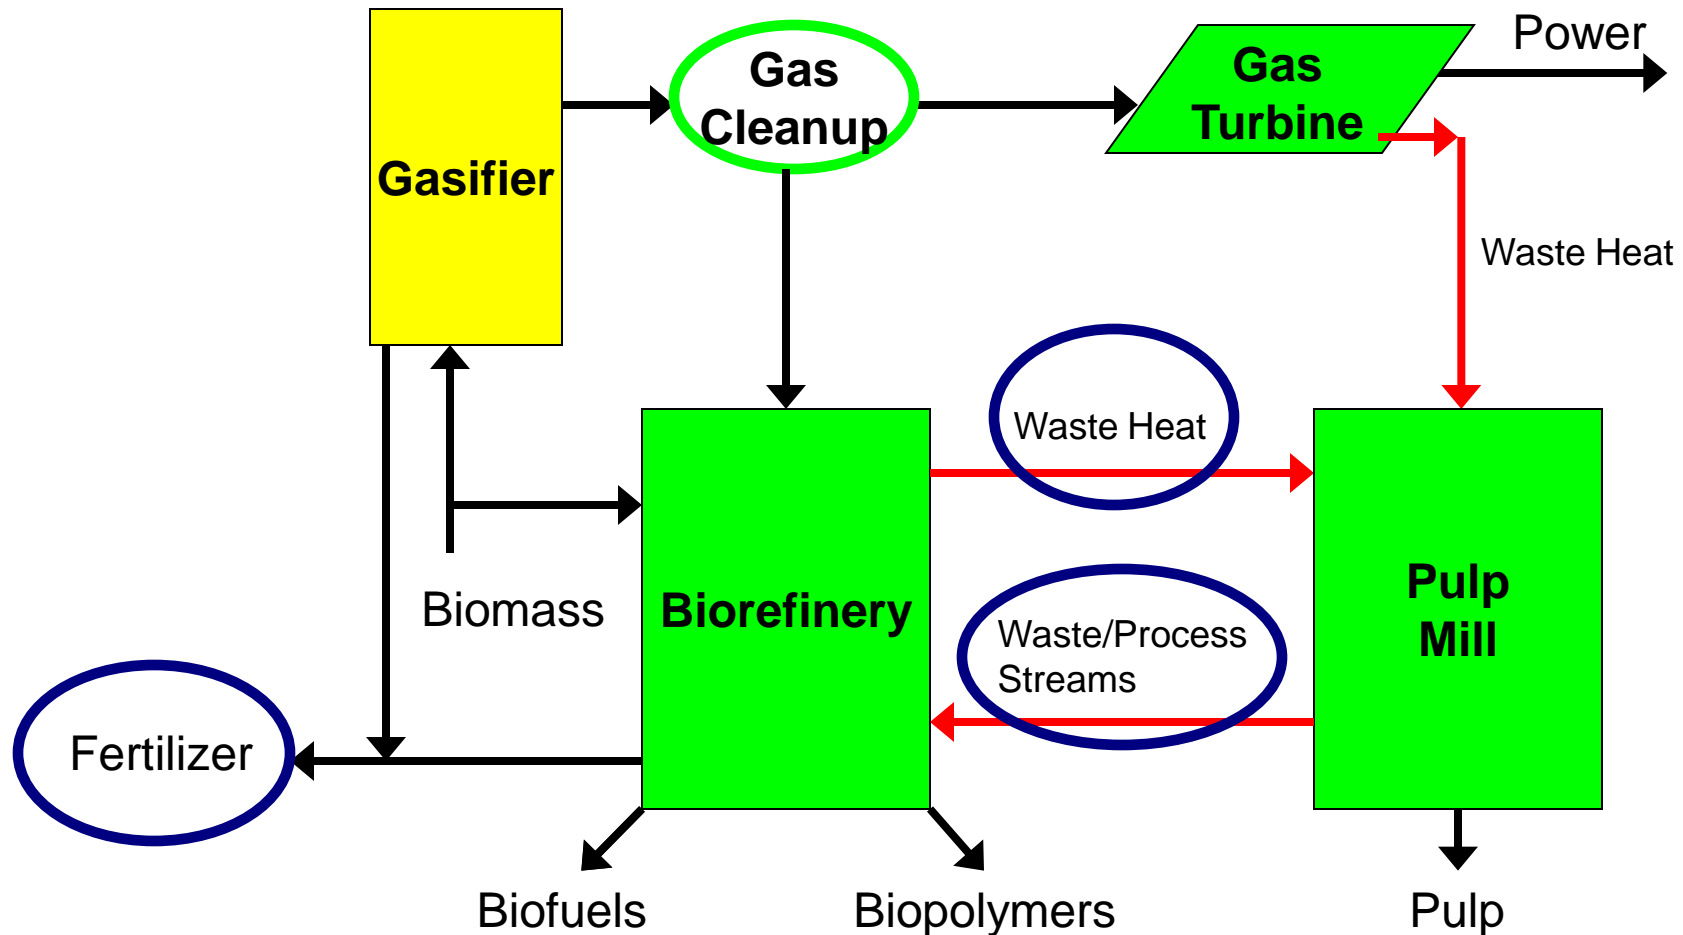 Power
Gas
Cleanup
Gas
Turbine
Gasifier
Waste Heat
Waste Heat
Biomass
Biorefinery
Waste/Process
Streams
Pulp
Mill
Fertilizer
Biofuels
Biopolymers
Pulp